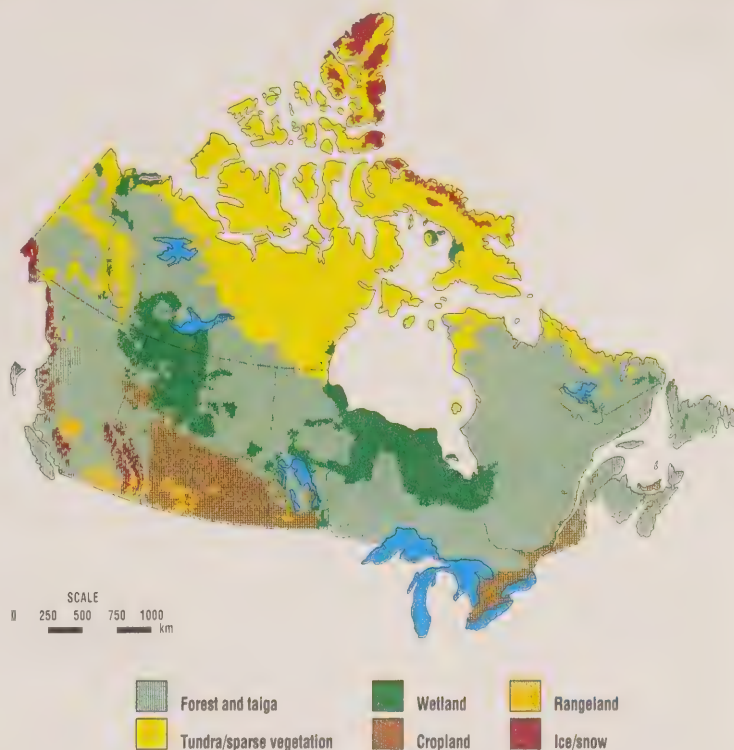 SCALE
0 250 500 750 1000
km
Forest and taiga Wetland Rangeland
Tundra/sparse vegetation Cropland Ice/snow